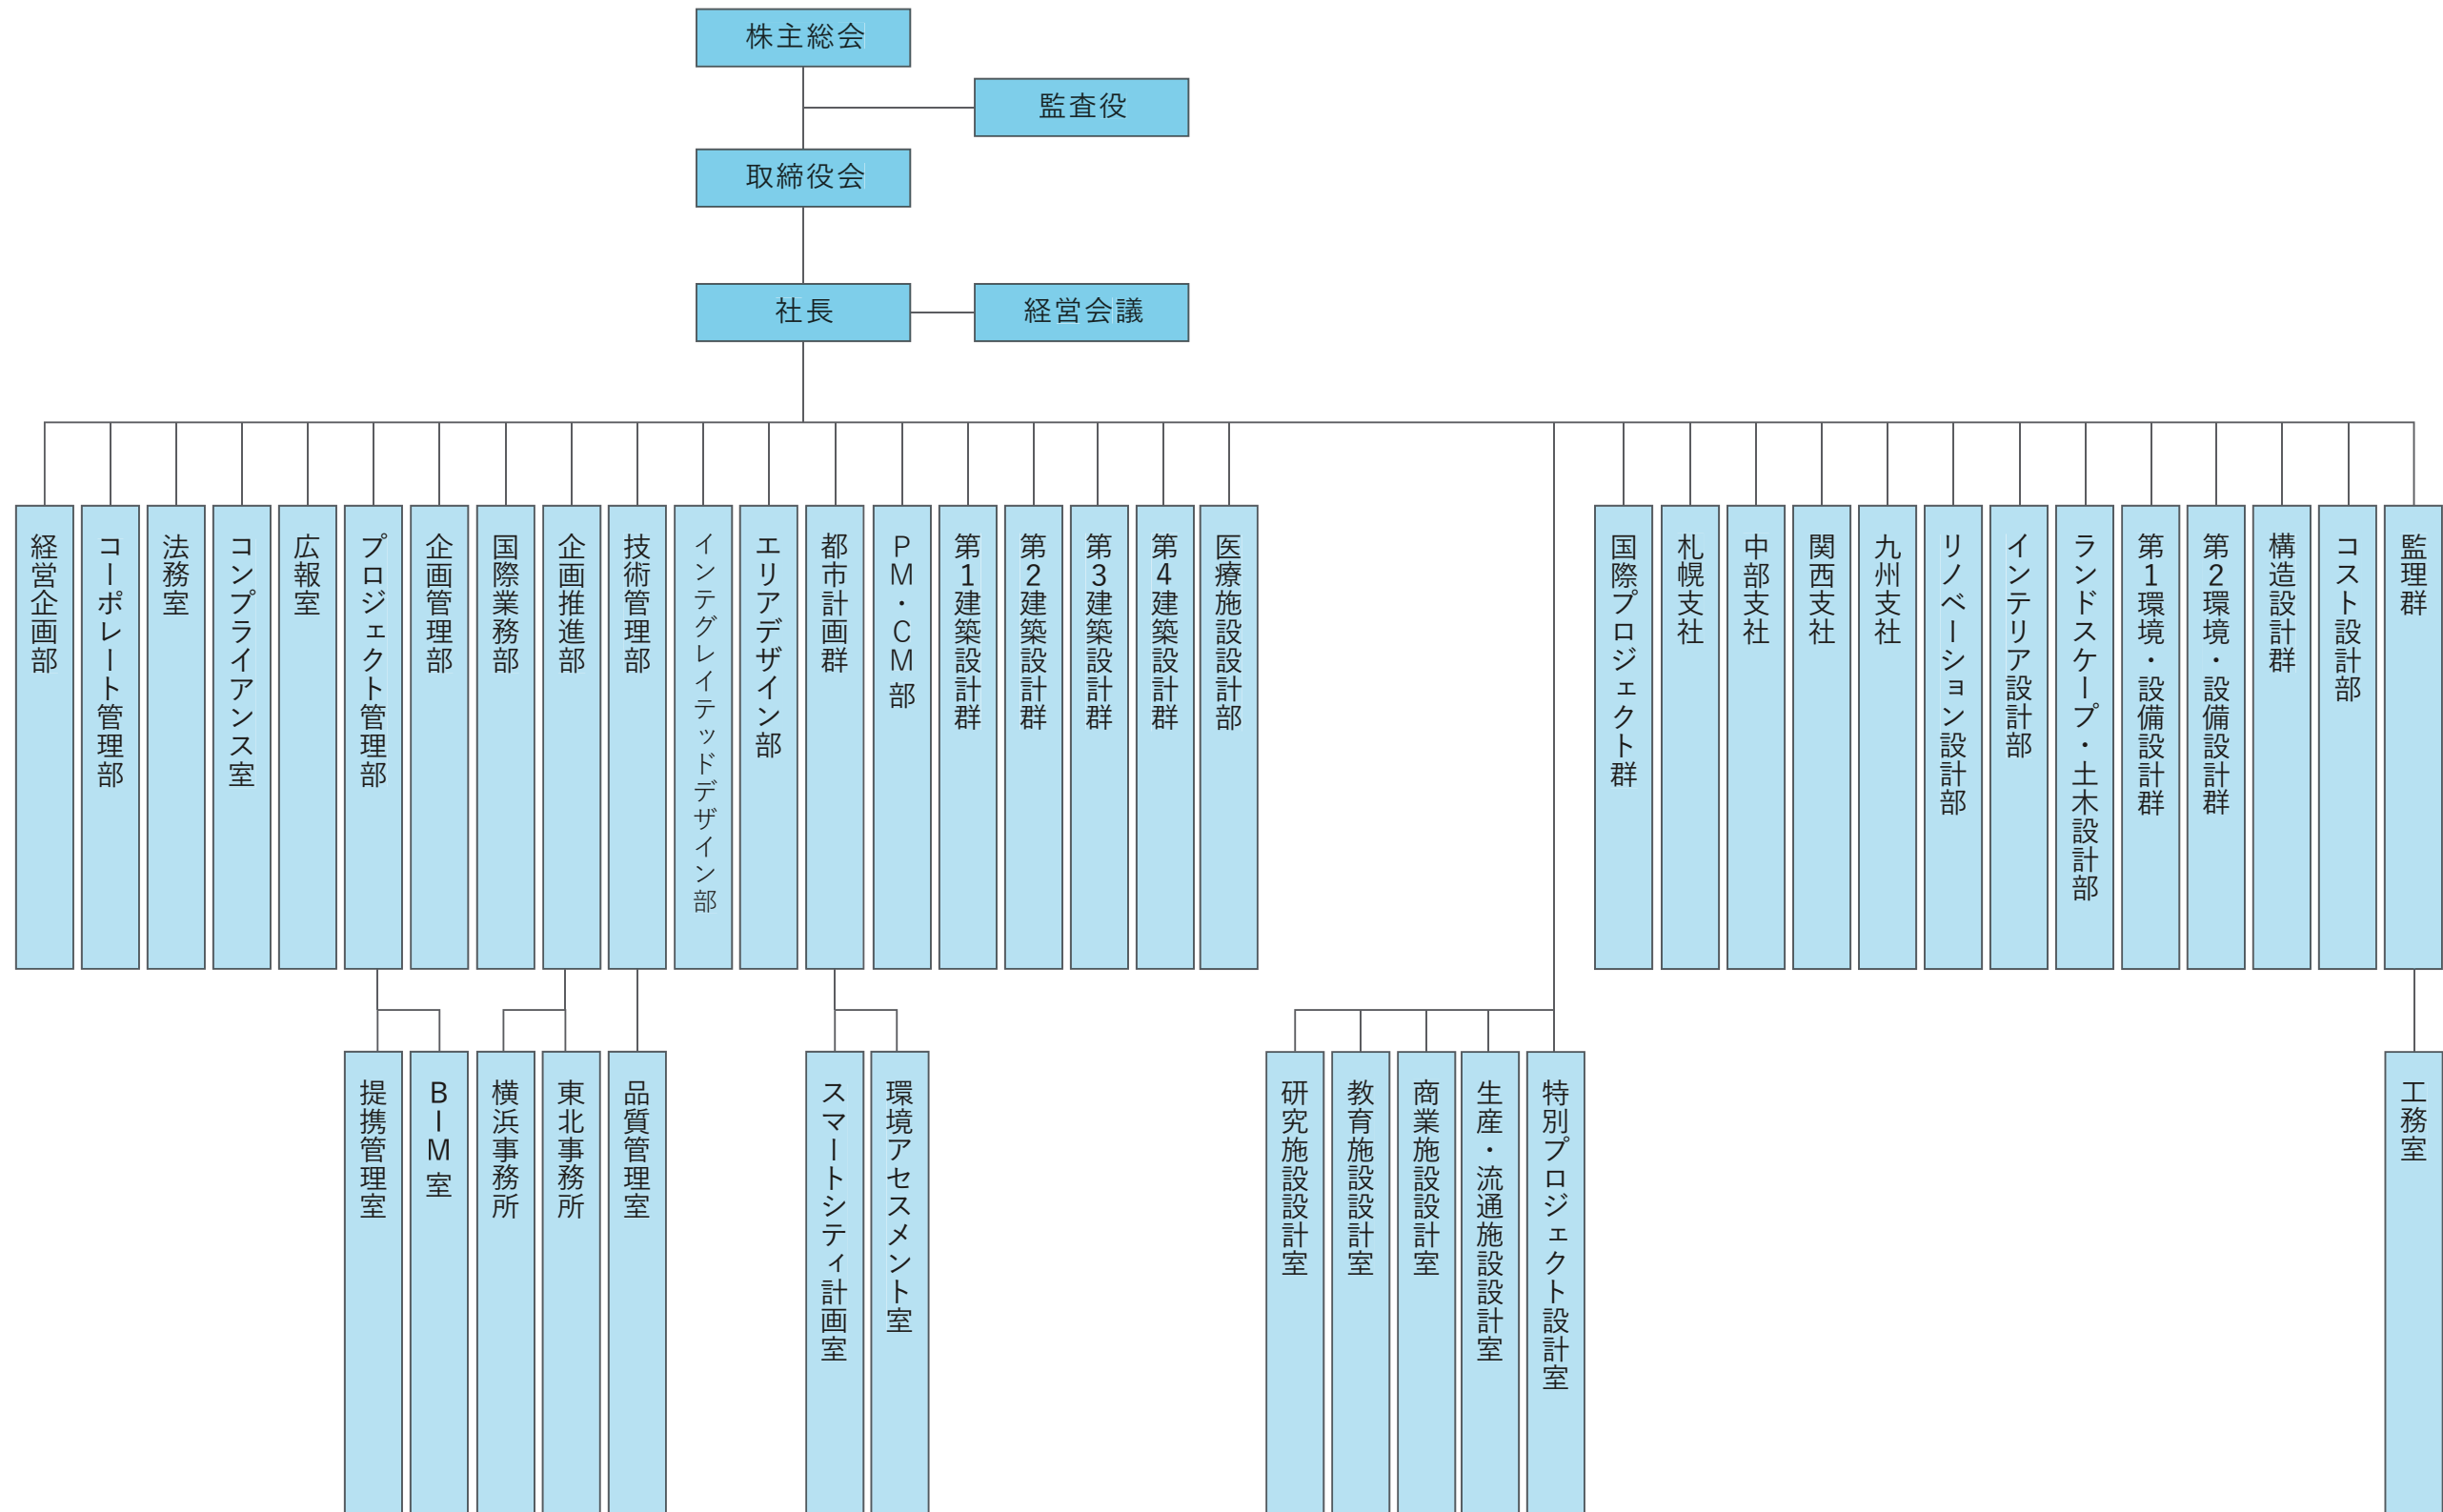 株主総会
監査役
取締役会
社長
経営会議
経営企画部
コーポレート管理部
法務室
コンプライアンス室
広報室
プロジェクト管理部
企画管理部
国際業務部
企画推進部
技術管理部
インテグレイテッドデザイン部
エリアデザイン部
都市計画群
PM・CM部
第1建築設計群
第2建築設計群
第3建築設計群
第4建築設計群
医療施設設計部
国際プロジェクト群
札幌支社
中部支社
関西支社
九州支社
リノベーション設計部
インテリア設計部
ランドスケープ・土木設計部
第1環境・設備設計群
第2環境・設備設計群
構造設計群
コスト設計部
監理群
提携管理室
BIM室
横浜事務所
東北事務所
品質管理室
スマートシティ計画室
環境アセスメント室
研究施設設計室
教育施設設計室
商業施設設計室
生産・流通施設設計室
特別プロジェクト設計室
工務室